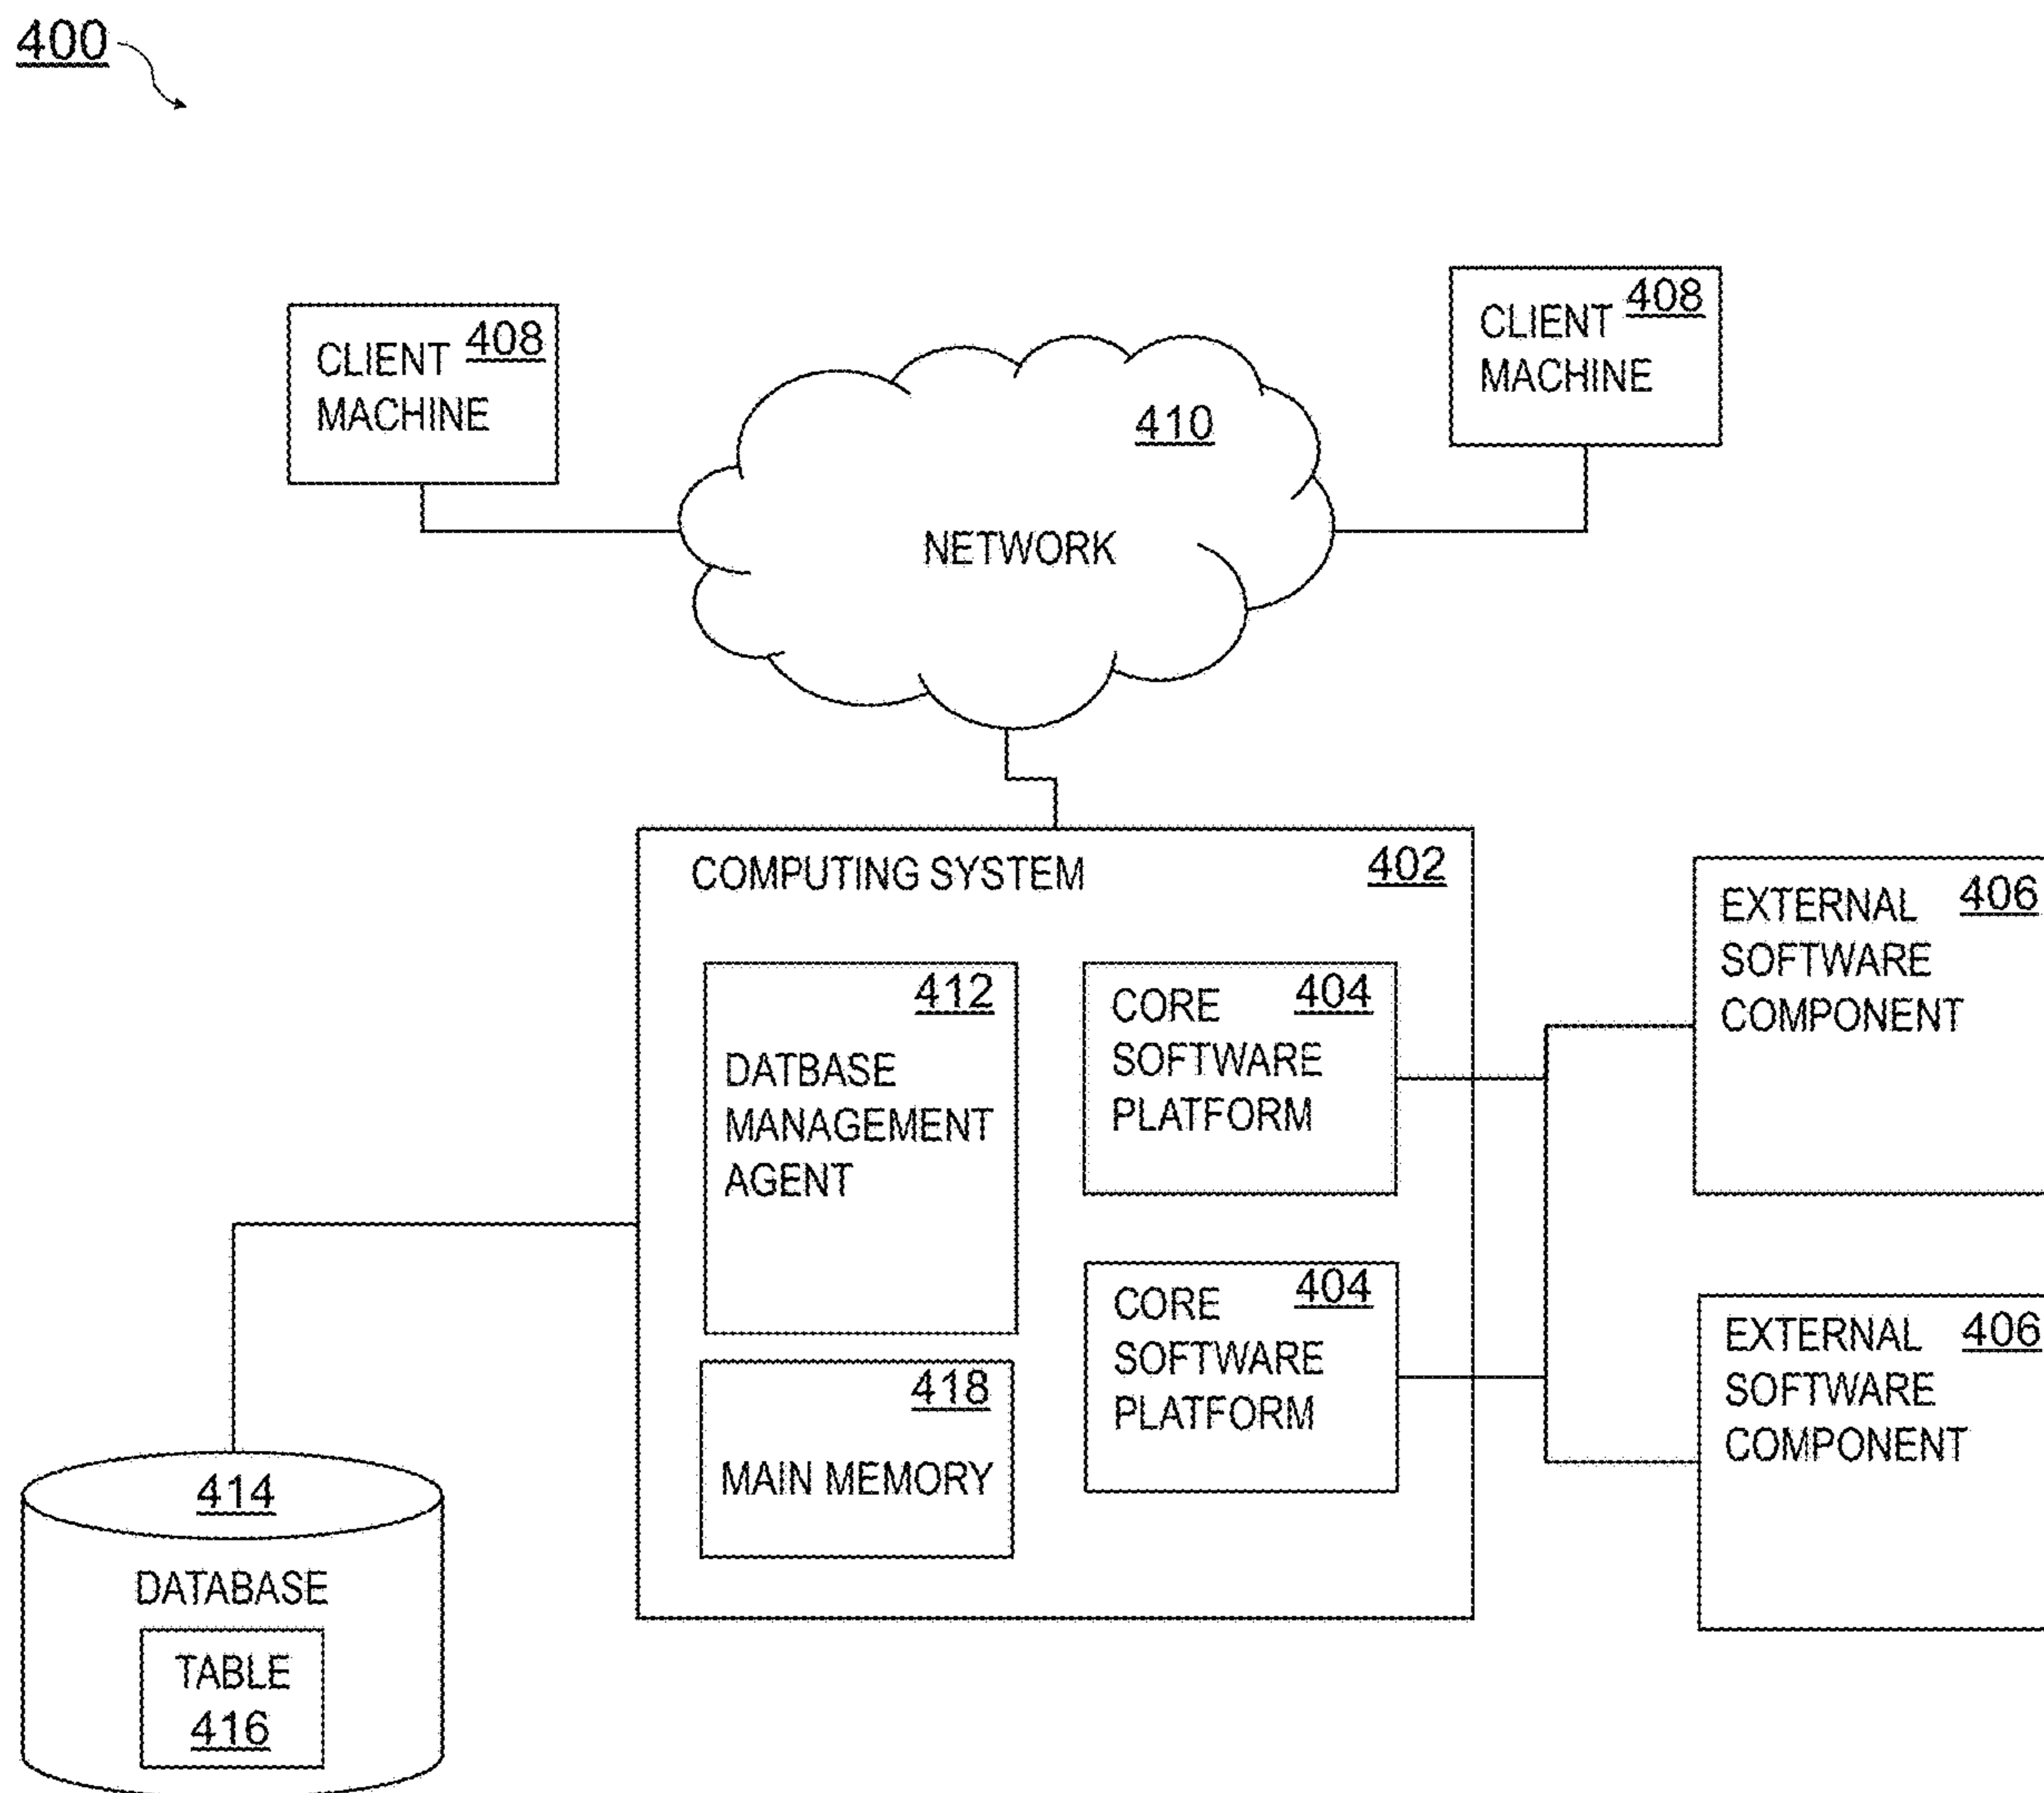 400
CLIENT 408
MACHINE
CLIENT 408
MACHINE
410
NETWORK
COMPUTING SYSTEM 402
412
DATBASE
MANAGEMENT
AGENT
CORE 404
SOFTWARE
PLATFORM
EXTERNAL 406
SOFTWARE
COMPONENT
418
MAIN MEMORY
CORE 404
SOFTWARE
PLATFORM
EXTERNAL 406
SOFTWARE
COMPONENT
414
DATABASE
TABLE
416